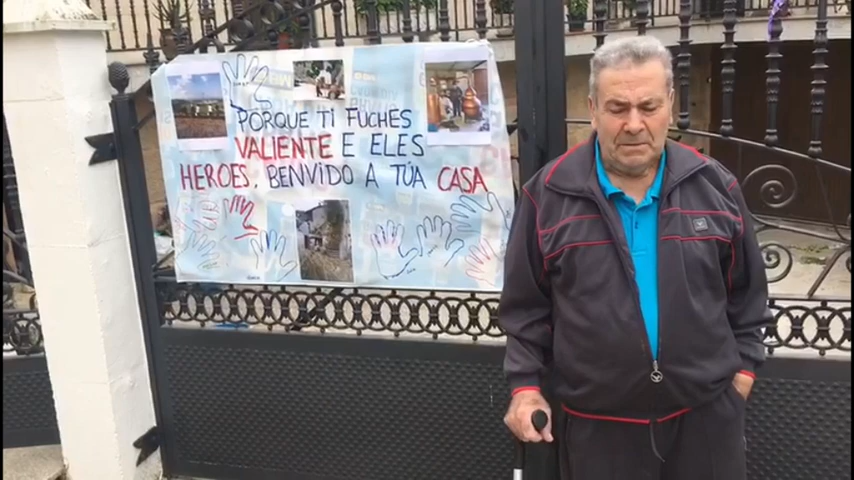 PORQUE TI FUCHES
VALIENTE E ELES
HEROES, BENVIDO A TÚA CASA